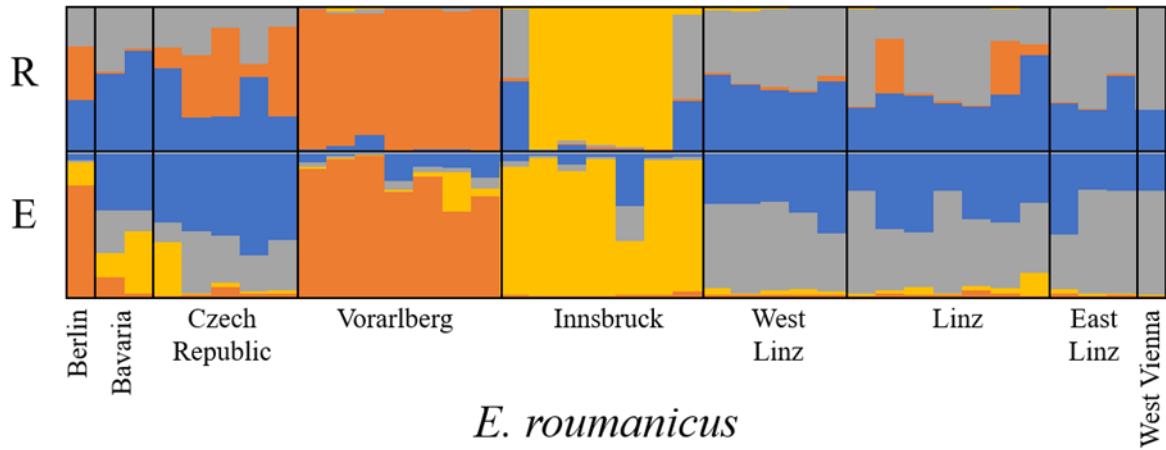 R
E
Berlin
Bavaria
Czech
Republic
Vorarlberg
Innsbruck
West
Linz
Linz
East
Linz
West Vienna
E. roumanicus